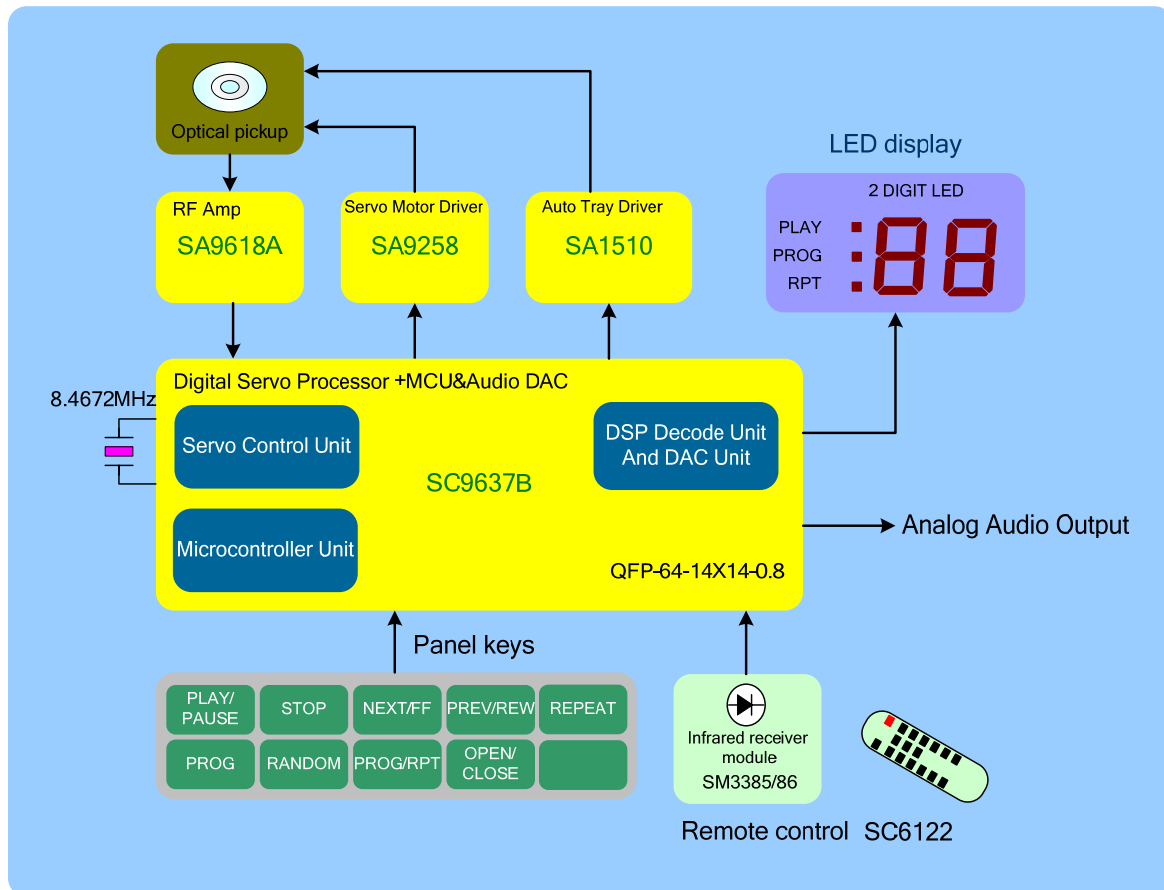 Optical pickup
LED display
2 DIGIT LED
PLAY
PROG
RPT
RF Amp
SA9618A
Servo Motor Driver
SA9258
Auto Tray Driver
SA1510
8.4672MHz
Digital Servo Processor +MCU&Audio DAC
Servo Control Unit
DSP Decode Unit
And DAC Unit
SC9637B
Microcontroller Unit
QFP-64-14X14-0.8
Analog Audio Output
Panel keys
PLAY/
PAUSE
STOP
NEXT/FF
PREV/REW
REPEAT
PROG
RANDOM
PROG/RPT
OPEN/
CLOSE
Infrared receiver
module
SM3385/86
Remote control SC6122